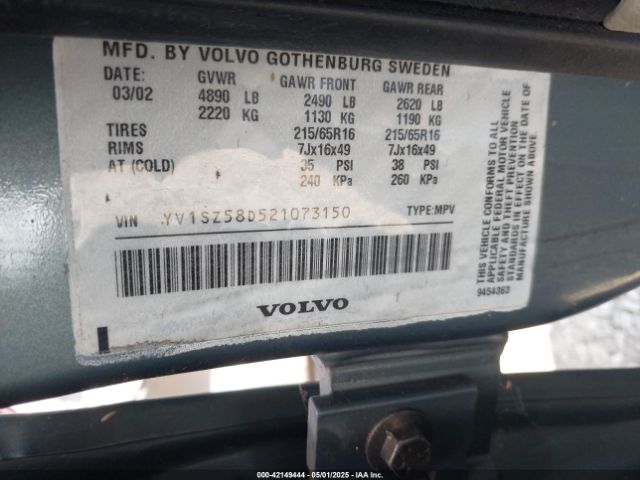 MFD. BY VOLVO GOTHENBURG SWEDEN
DATE: GVWR GAWR FRONT GAWR REAR
03/02 4890 LB 2490 LB 2620 LB
2220 KG 1130 KG 1190 KG
TIRES 215/65R16 215/65R16
RIMS 7Jx16x49 7Jx16x49
AT (COLD) 35 PSI 38 PSI
240 KPa 260 KPa
VIN YV1SZ58D521073150 TYPE:MPV
VOLVO
THIS VEHICLE CONFORMS TO ALL
APPLICABLE FEDERAL MOTOR VEHICLE
SAFETY AND THEFT PREVENTION
STANDARDS IN EFFECT ON THE DATE OF
MANUFACTURE SHOWN ABOVE.
9454363
000-42149444 - 05/01/2025 - IAAI.COM